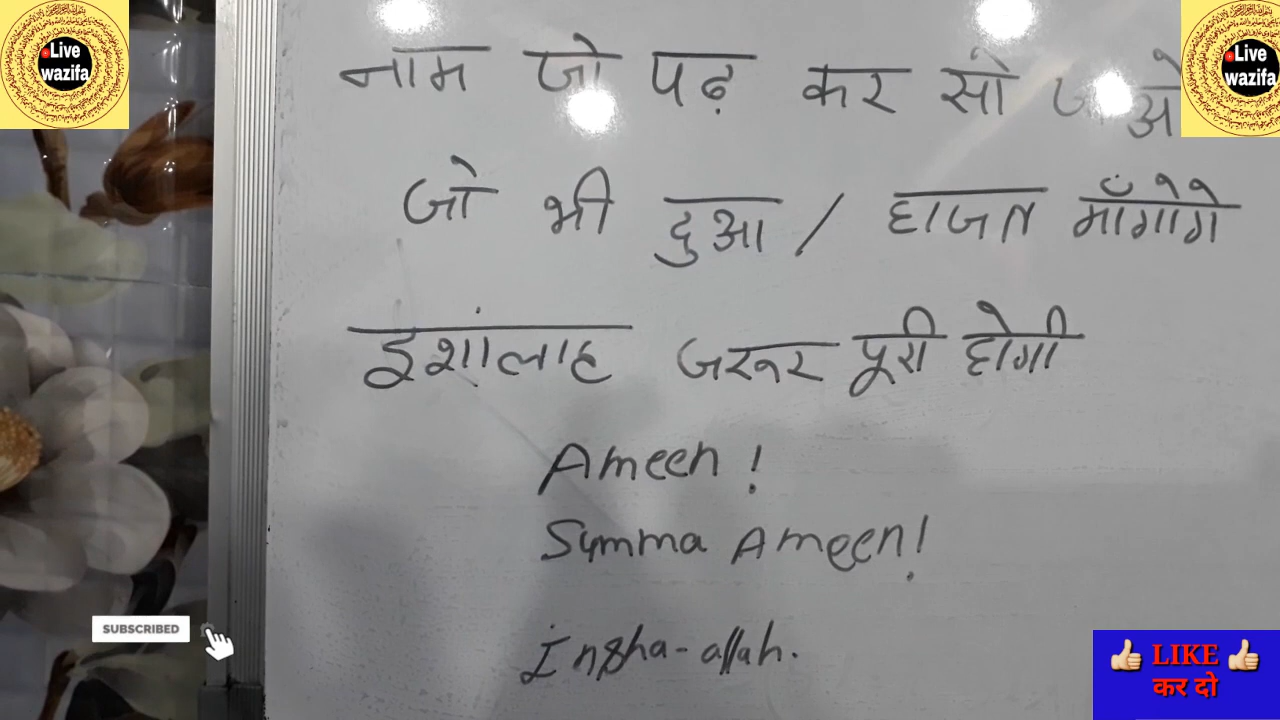 Live
wazifa
Live
wazifa
नाम जो पढ़ कर सो
जो भी दुआ / हाजत माँगोगे
इंशालाह जरूर पूरी होगी
Ameen !
Summa Ameen!
Insha-allah.
SUBSCRIBED
LIKE
कर दो